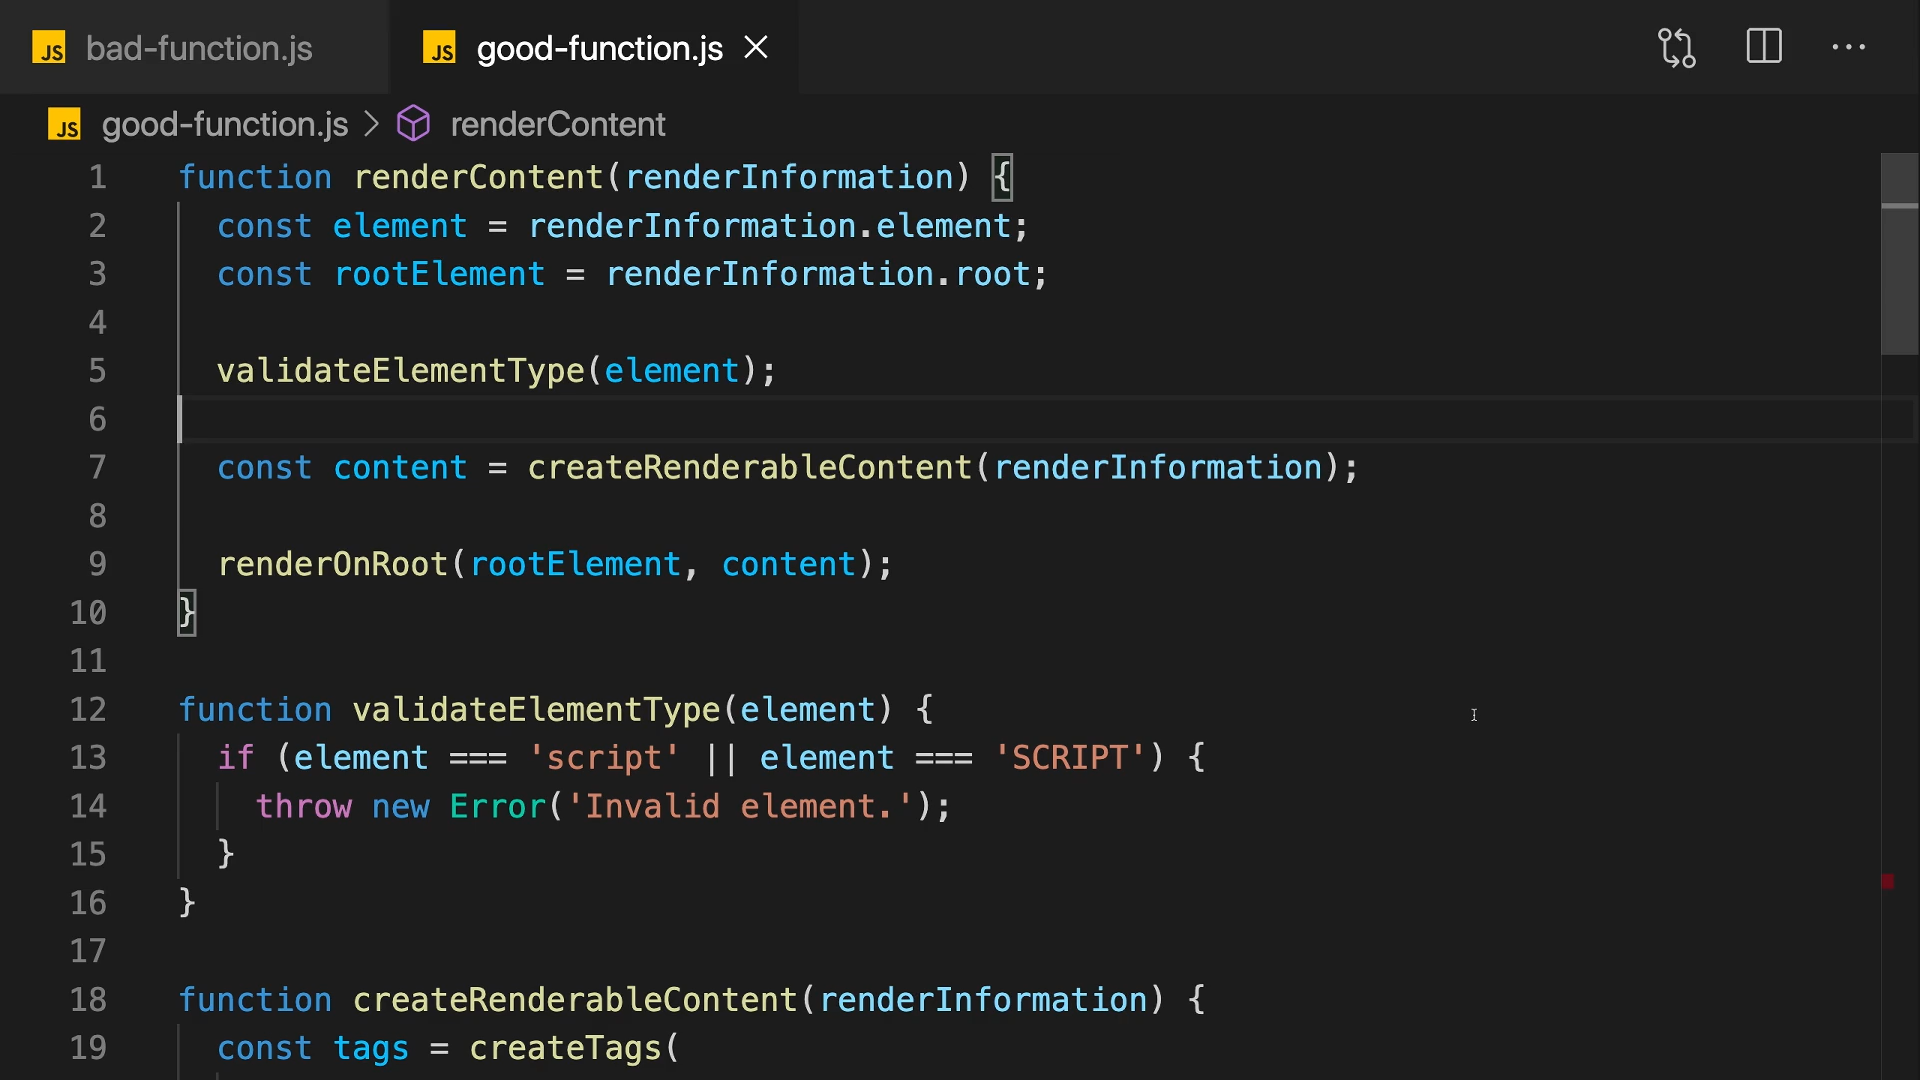 JS bad-function.js
JS good-function.js
JS good-function.js > renderContent
1 function renderContent(renderInformation) {
2   const element = renderInformation.element;
3   const rootElement = renderInformation.root;
4
5   validateElementType(element);
6
7   const content = createRenderableContent(renderInformation);
8
9   renderOnRoot(rootElement, content);
10 }
11
12 function validateElementType(element) {
13   if (element === 'script' || element === 'SCRIPT') {
14     throw new Error('Invalid element.');
15   }
16 }
17
18 function createRenderableContent(renderInformation) {
19   const tags = createTags(